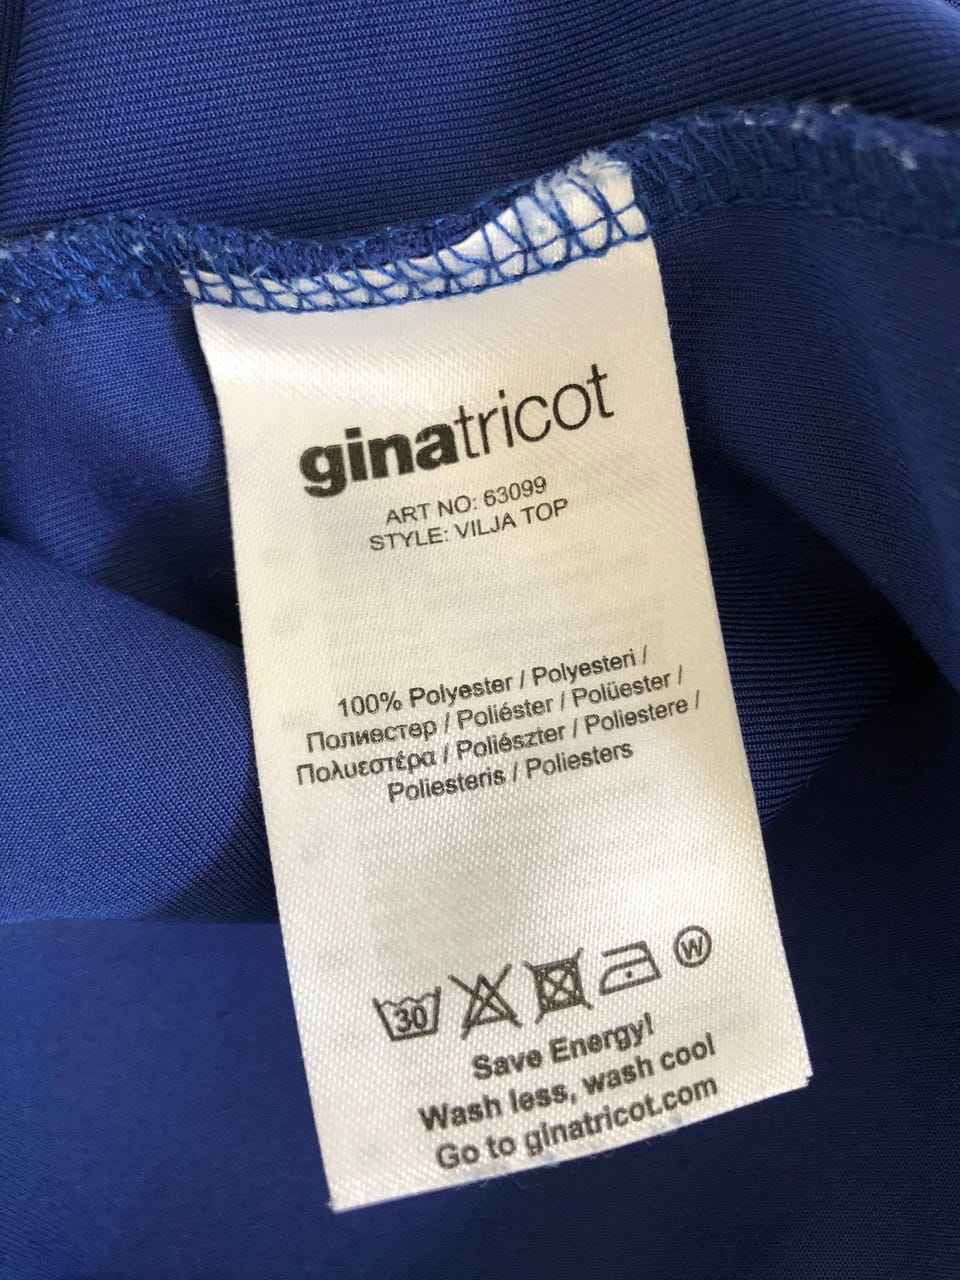 ginatricot
ART NO: 63099
STYLE: VILJA TOP
100% Polyester / Polyesteri /
Полиестер / Poliéster / Polüester /
Πολυεστέρα / Poliészter / Poliestere /
Poliesteris / Poliesters
30
W
Save Energy!
Wash less, wash cool
Go to ginatricot.com